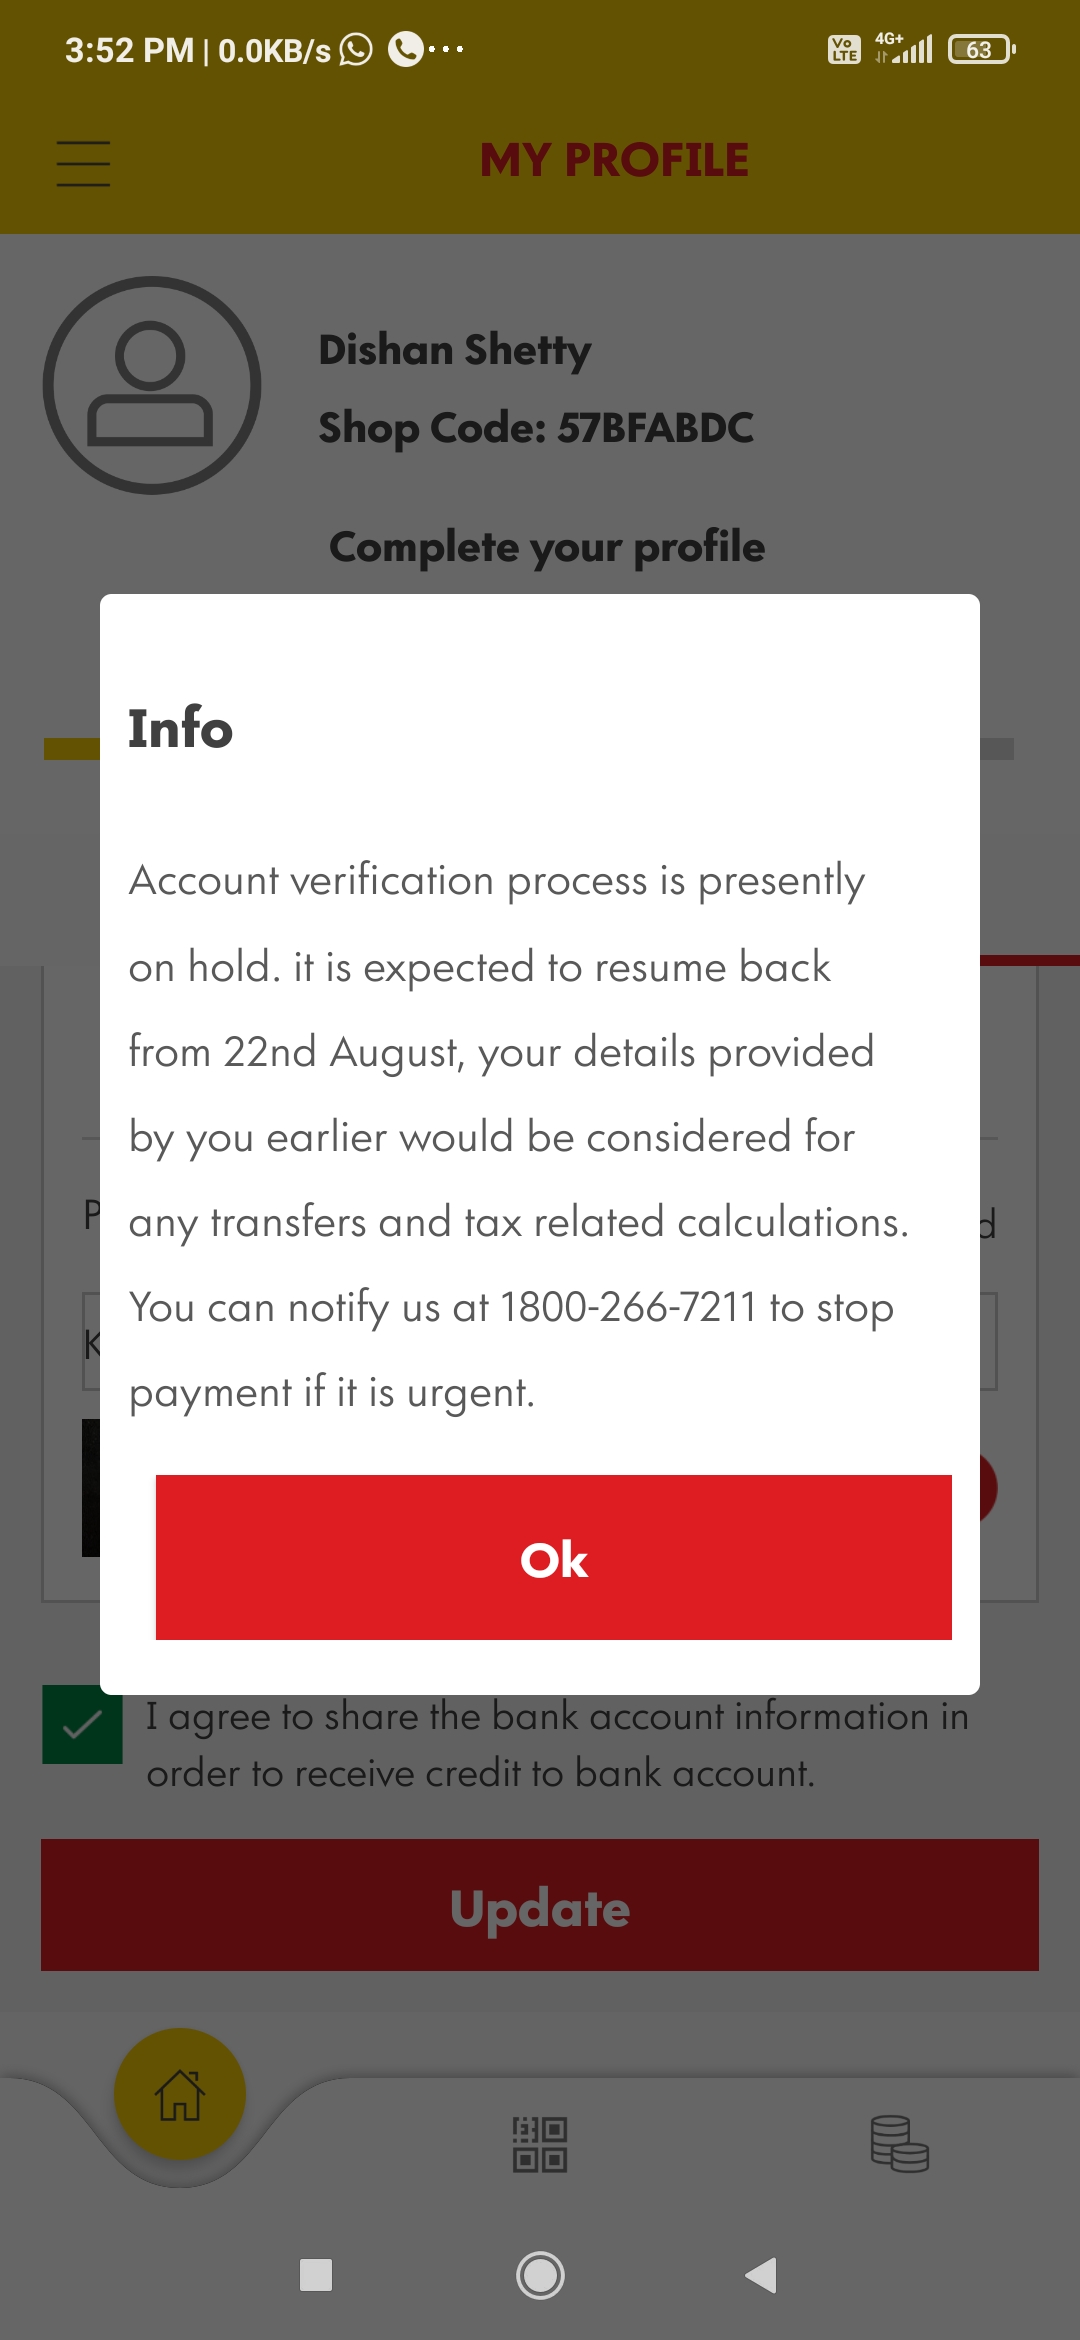 3:52 PM | 0.0KB/s
Vo LTE 4G+ 63
MY PROFILE
Dishan Shetty
Shop Code: 57BFABDC
Complete your profile
Info
Account verification process is presently
on hold. it is expected to resume back
from 22nd August, your details provided
by you earlier would be considered for
any transfers and tax related calculations.
You can notify us at 1800-266-7211 to stop
payment if it is urgent.
Ok
I agree to share the bank account information in
order to receive credit to bank account.
Update